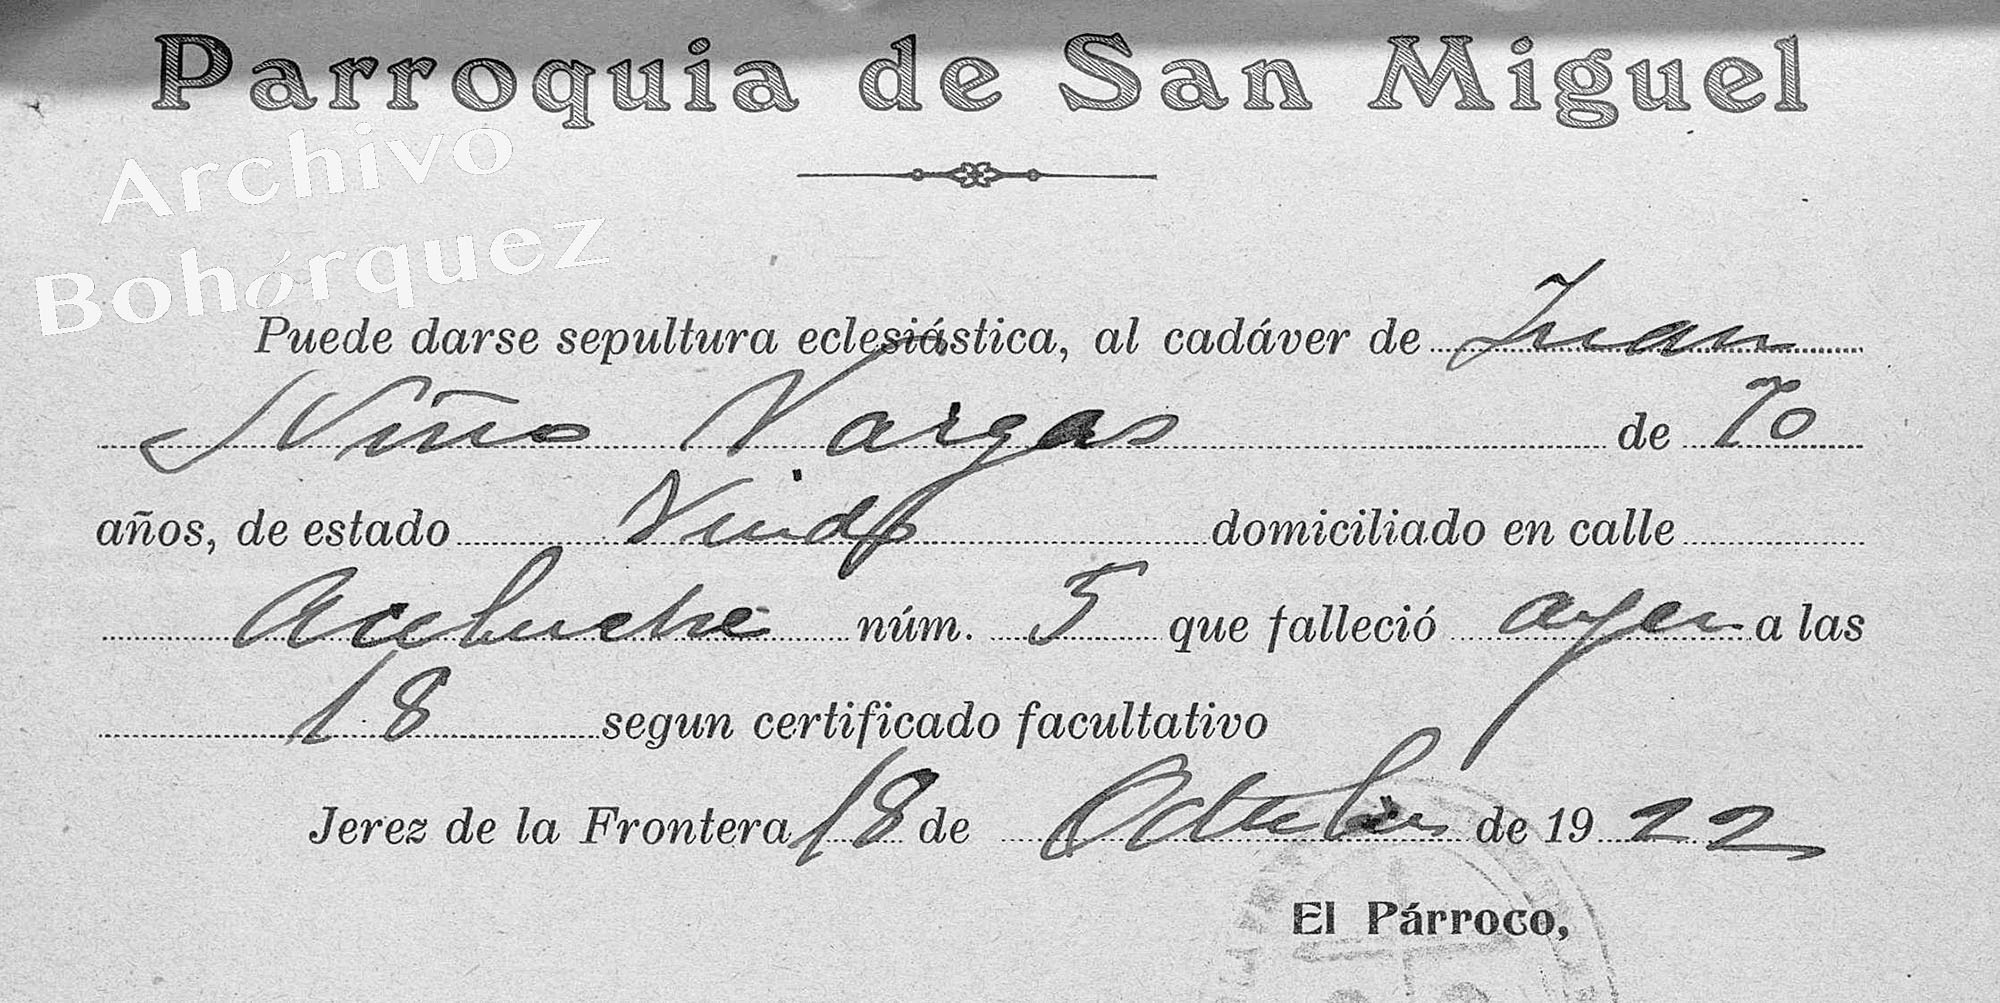 Parroquia de San Miguel
Archivo
Bohórquez
Puede darse sepultura eclesiástica, al cadáver de Juan
Niño Vargas de 70
años, de estado Viudo domiciliado en calle
Acebuche núm. 5 que falleció ayer a las
18 segun certificado facultativo
Jerez de la Frontera 18 de Octubre de 1922
El Párroco,